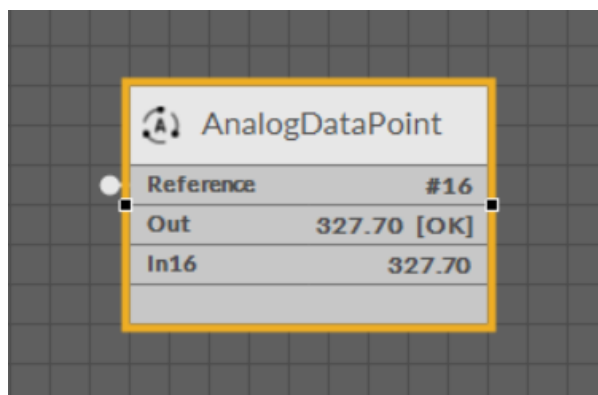 AnalogDataPoint
Reference #16
Out 327.70 [OK]
In16 327.70